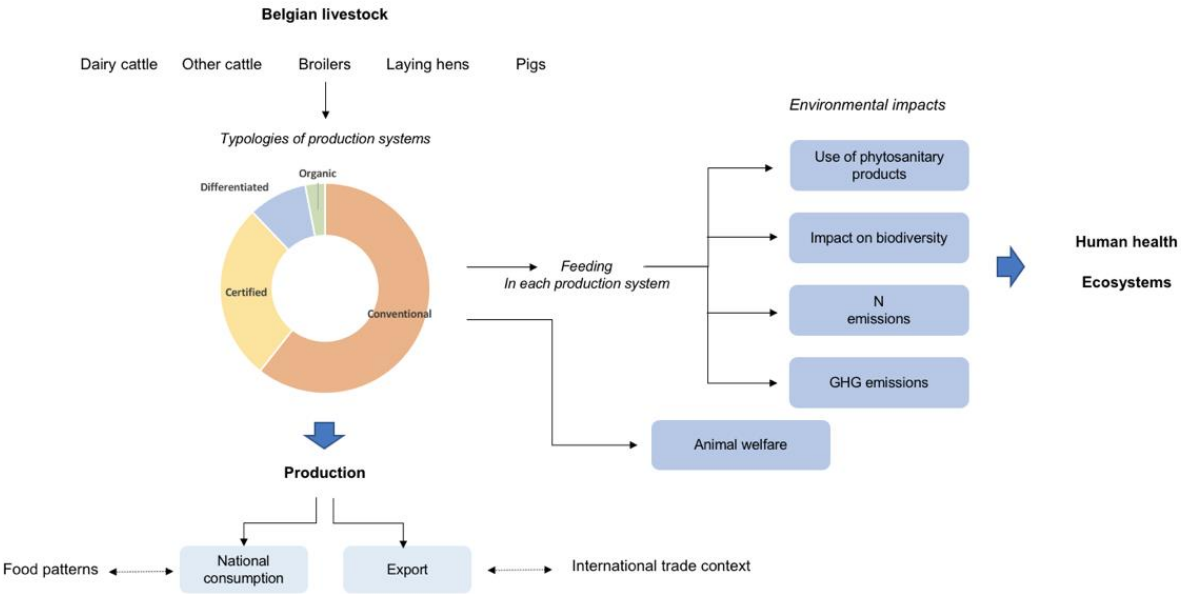 Belgian livestock
Dairy cattle
Other cattle
Broilers
Laying hens
Pigs
Typologies of production systems
Organic
Differentiated
Certified
Conventional
Feeding
In each production system
Environmental impacts
Use of phytosanitary
products
Impact on biodiversity
N
emissions
GHG emissions
Animal welfare
Human health
Ecosystems
Production
National
consumption
Export
Food patterns
International trade context